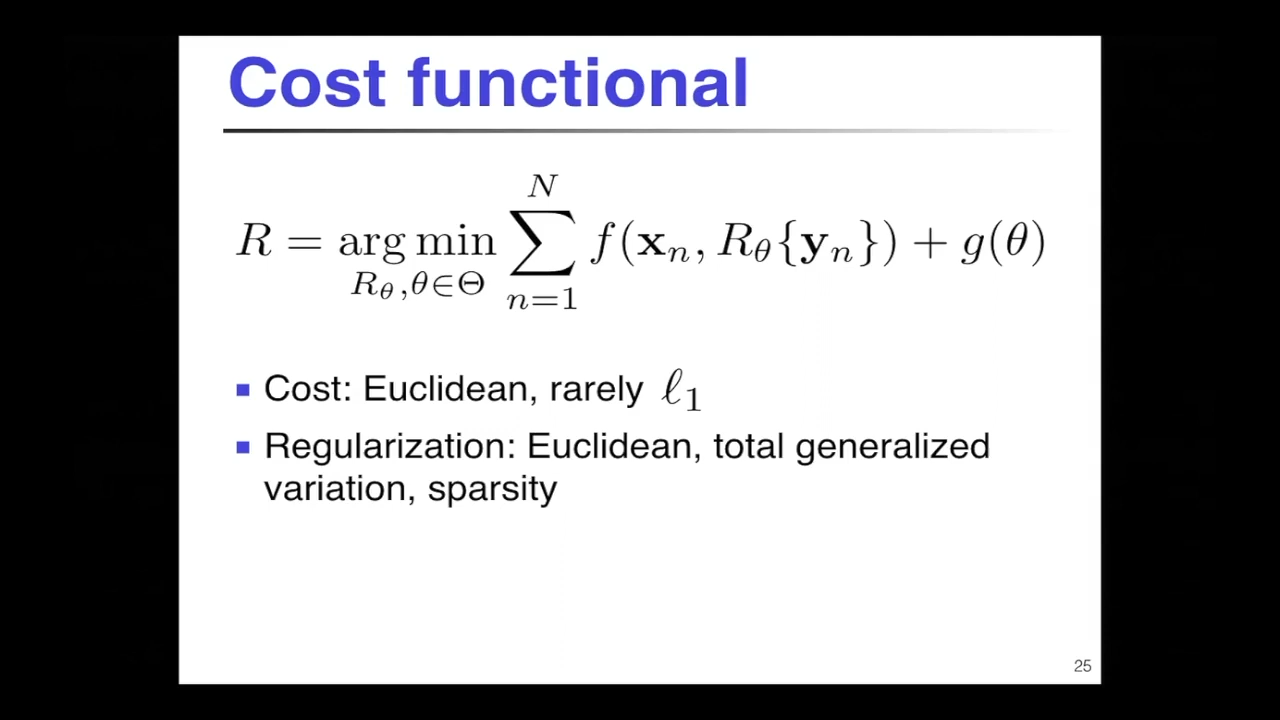 Cost functional
R = arg min_{R_θ, θ∈Θ} ∑_{n=1}^{N} f(𝐱_n, R_θ{𝐲_n}) + g(θ)
Cost: Euclidean, rarely ℓ_1
Regularization: Euclidean, total generalized
variation, sparsity
25